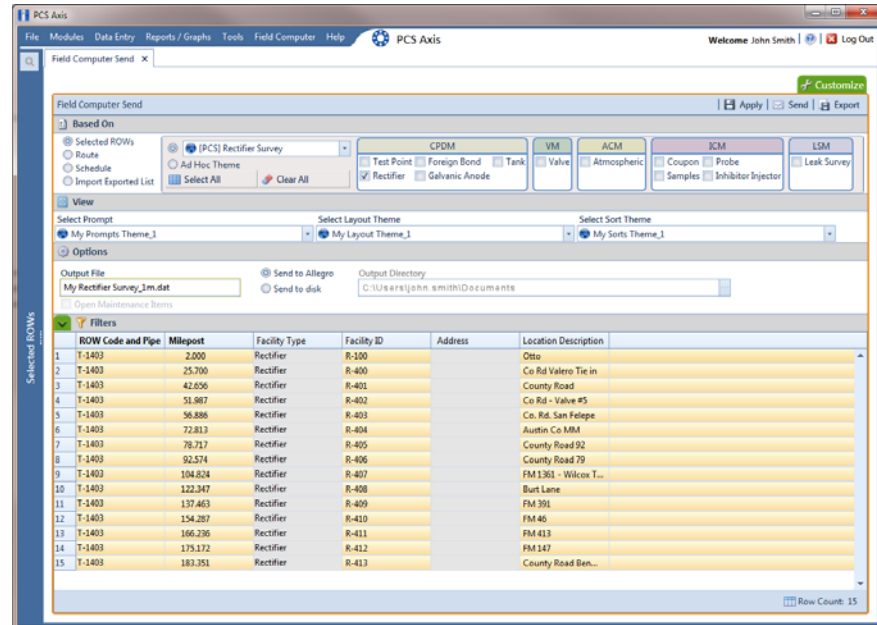 PCS Axis
File Modules Data Entry Reports / Graphs Tools Field Computer Help PCS Axis Welcome John Smith Log Out
Field Computer Send X
Customize
Field Computer Send Apply Send Export
Based On
Selected ROWs
Route
Schedule
Import Exported List
[PCS] Rectifier Survey
Ad Hoc Theme
Select All Clear All
CPDM
Test Point Foreign Bond Tank
Rectifier Galvanic Anode
VM
Valve
ACM
Atmospheric
ICM
Coupon Probe
Samples Inhibitor Injector
LSM
Leak Survey
View
Select Prompt Select Layout Theme Select Sort Theme
My Prompts Theme_1 My Layout Theme_1 My Sorts Theme_1
Options
Output File Send to Allegro Output Directory
My Rectifier Survey_1m.dat Send to disk C:\Users\john.smith\Documents
Open Maintenance Items
Filters
Selected ROWs
ROW Code and Pipe Milepost Facility Type Facility ID Address Location Description
1 T-1403 2.000 Rectifier R-100 Otto
2 T-1403 25.700 Rectifier R-400 Co Rd Valero Tie in
3 T-1403 42.656 Rectifier R-401 County Road
4 T-1403 51.987 Rectifier R-402 Co Rd - Valve #5
5 T-1403 56.886 Rectifier R-403 Co. Rd. San Felepe
6 T-1403 72.813 Rectifier R-404 Austin Co MM
7 T-1403 78.717 Rectifier R-405 County Road 92
8 T-1403 92.574 Rectifier R-406 County Road 79
9 T-1403 104.824 Rectifier R-407 FM 1361 - Wilcox T...
10 T-1403 122.347 Rectifier R-408 Burt Lane
11 T-1403 137.463 Rectifier R-409 FM 391
12 T-1403 154.287 Rectifier R-410 FM 46
13 T-1403 166.236 Rectifier R-411 FM 413
14 T-1403 175.172 Rectifier R-412 FM 147
15 T-1403 183.351 Rectifier R-413 County Road Ben...
Row Count: 15